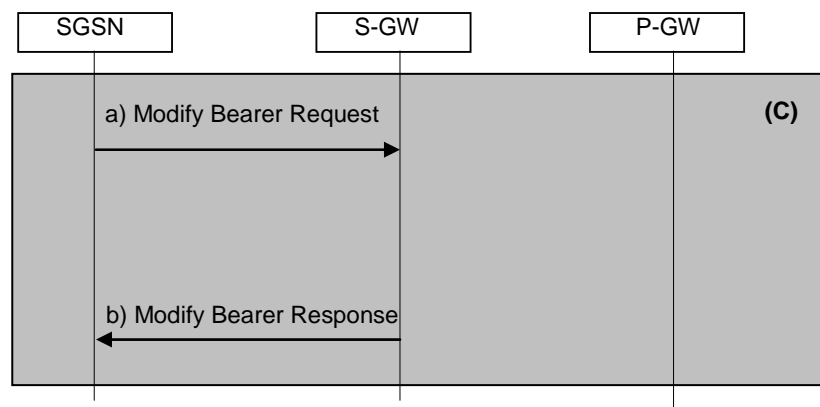 SGSN
S-GW
P-GW
(C)
a) Modify Bearer Request
b) Modify Bearer Response